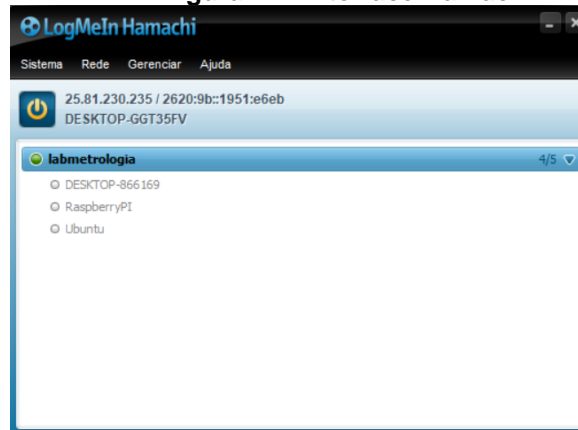 LogMeIn Hamachi
Sistema Rede Gerenciar Ajuda
25.81.230.235 / 2620:9b::1951:e6eb
DESKTOP-GGT35FV
labmetrologia 4/5
DESKTOP-866169
RaspberryPI
Ubuntu